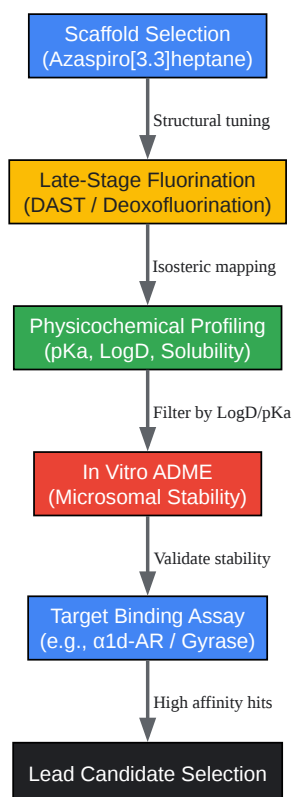 Scaffold Selection
(Azaspiro[3.3]heptane)
Structural tuning
Late-Stage Fluorination
(DAST / Deoxofluorination)
Isosteric mapping
Physicochemical Profiling
(pKa, LogD, Solubility)
Filter by LogD/pKa
In Vitro ADME
(Microsomal Stability)
Validate stability
Target Binding Assay
(e.g., α1d-AR / Gyrase)
High affinity hits
Lead Candidate Selection